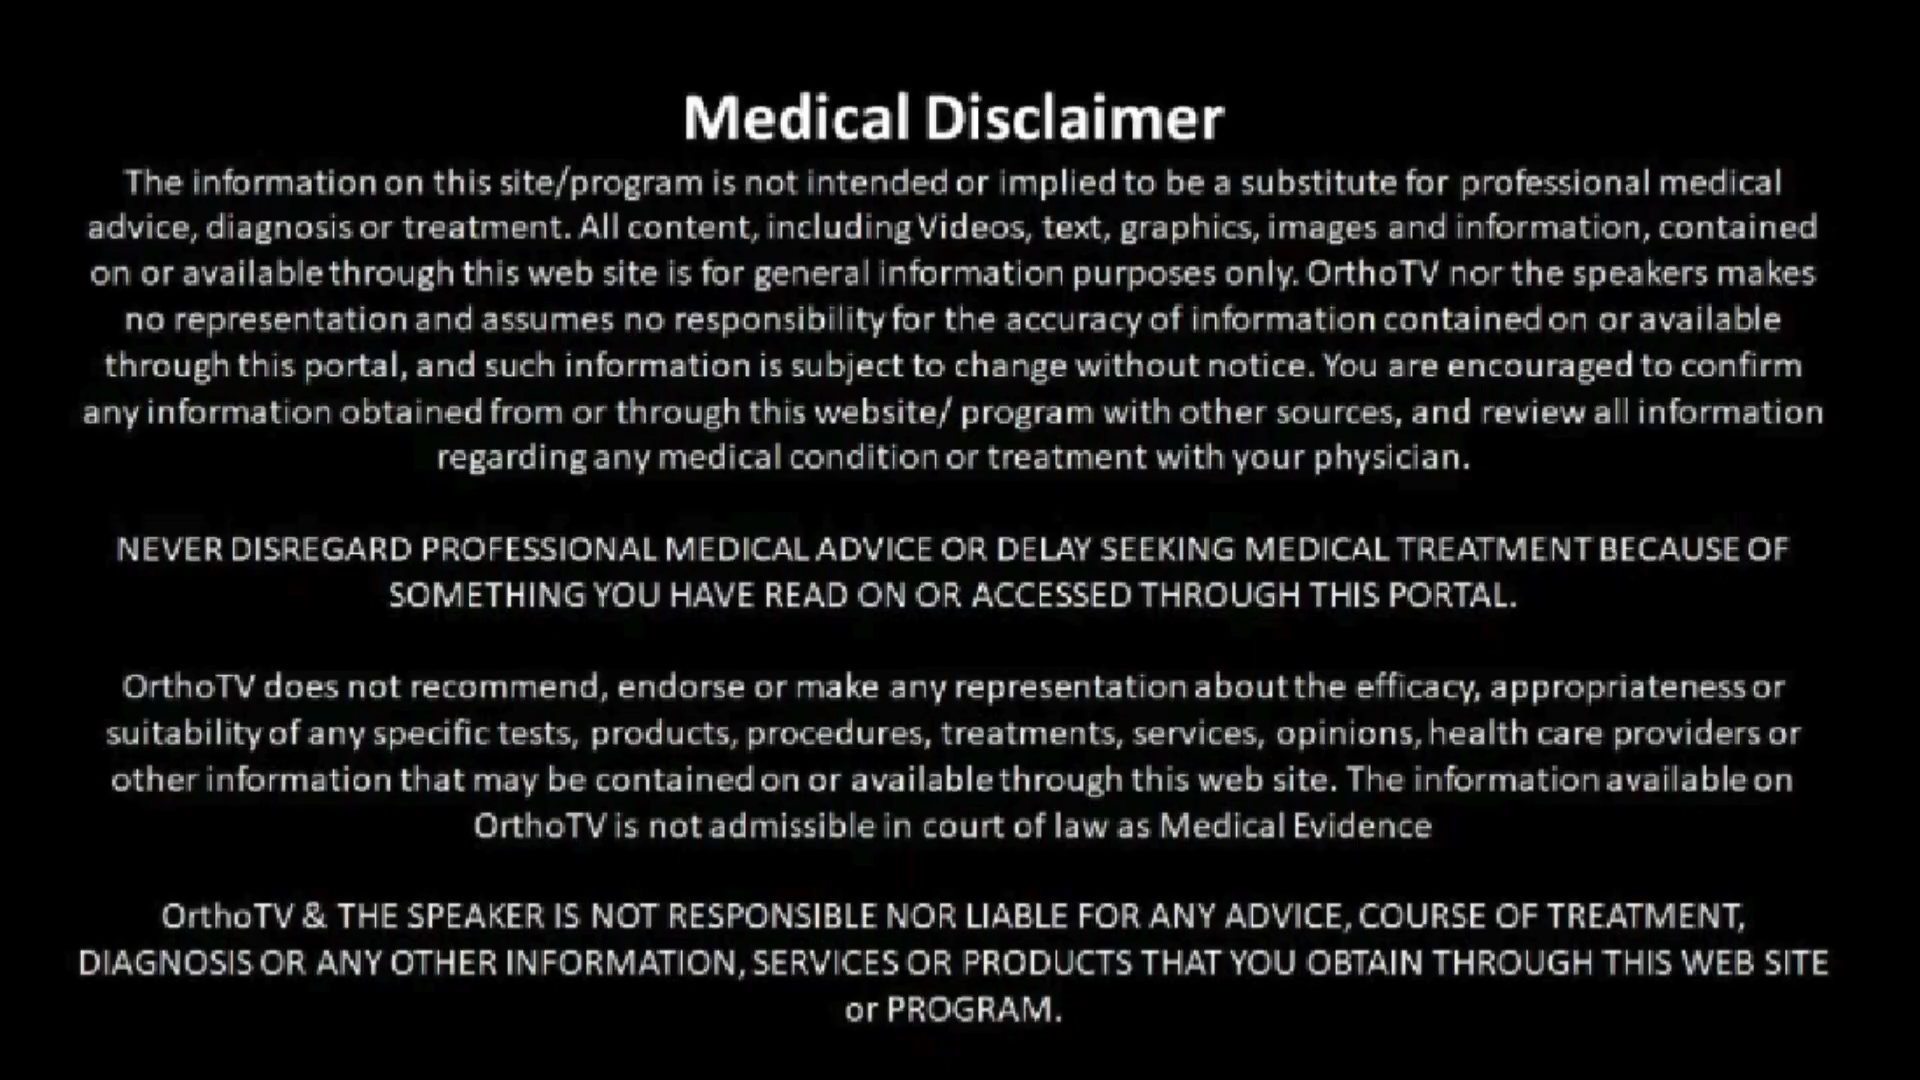 Medical Disclaimer
The information on this site/program is not intended or implied to be a substitute for professional medical
advice, diagnosis or treatment. All content, including Videos, text, graphics, images and information, contained
on or available through this web site is for general information purposes only. OrthoTV nor the speakers makes
no representation and assumes no responsibility for the accuracy of information contained on or available
through this portal, and such information is subject to change without notice. You are encouraged to confirm
any information obtained from or through this website/ program with other sources, and review all information
regarding any medical condition or treatment with your physician.
NEVER DISREGARD PROFESSIONAL MEDICAL ADVICE OR DELAY SEEKING MEDICAL TREATMENT BECAUSE OF
SOMETHING YOU HAVE READ ON OR ACCESSED THROUGH THIS PORTAL.
OrthoTV does not recommend, endorse or make any representation about the efficacy, appropriateness or
suitability of any specific tests, products, procedures, treatments, services, opinions, health care providers or
other information that may be contained on or available through this web site. The information available on
OrthoTV is not admissible in court of law as Medical Evidence
OrthoTV & THE SPEAKER IS NOT RESPONSIBLE NOR LIABLE FOR ANY ADVICE, COURSE OF TREATMENT,
DIAGNOSIS OR ANY OTHER INFORMATION, SERVICES OR PRODUCTS THAT YOU OBTAIN THROUGH THIS WEB SITE
or PROGRAM.